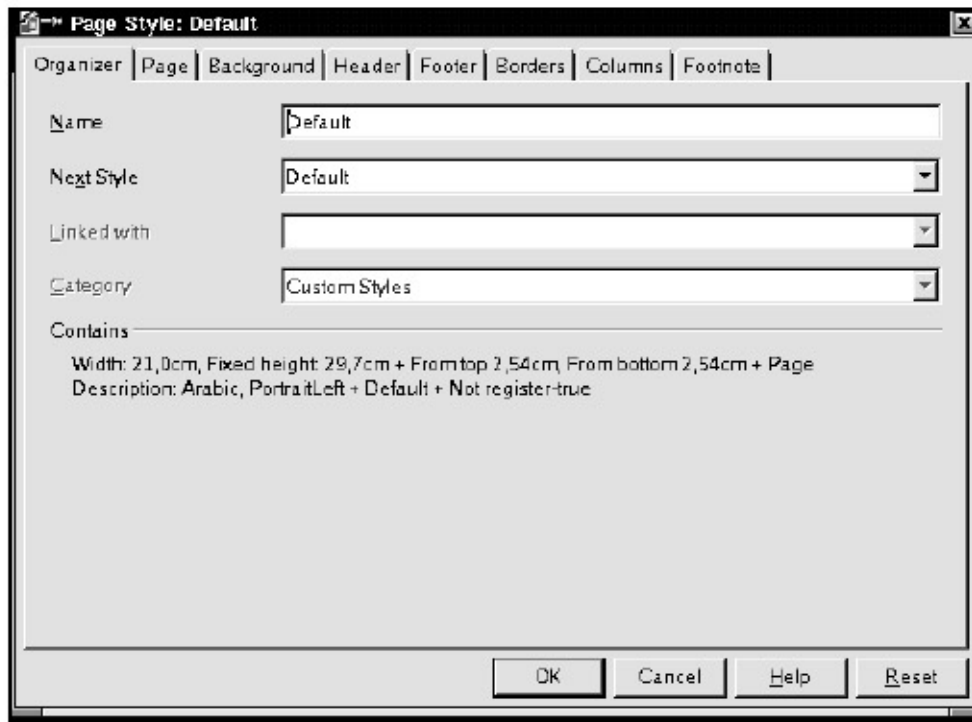 Page Style: Default
Organizer Page Background Header Footer Borders Columns Footnote
Name Default
Next Style Default
Linked with
Category Custom Styles
Contains
Width: 21,0cm, Fixed height: 29,7cm + From top 2,54cm, From bottom 2,54cm + Page
Description: Arabic, PortraitLeft + Default + Not register-true
OK Cancel Help Reset